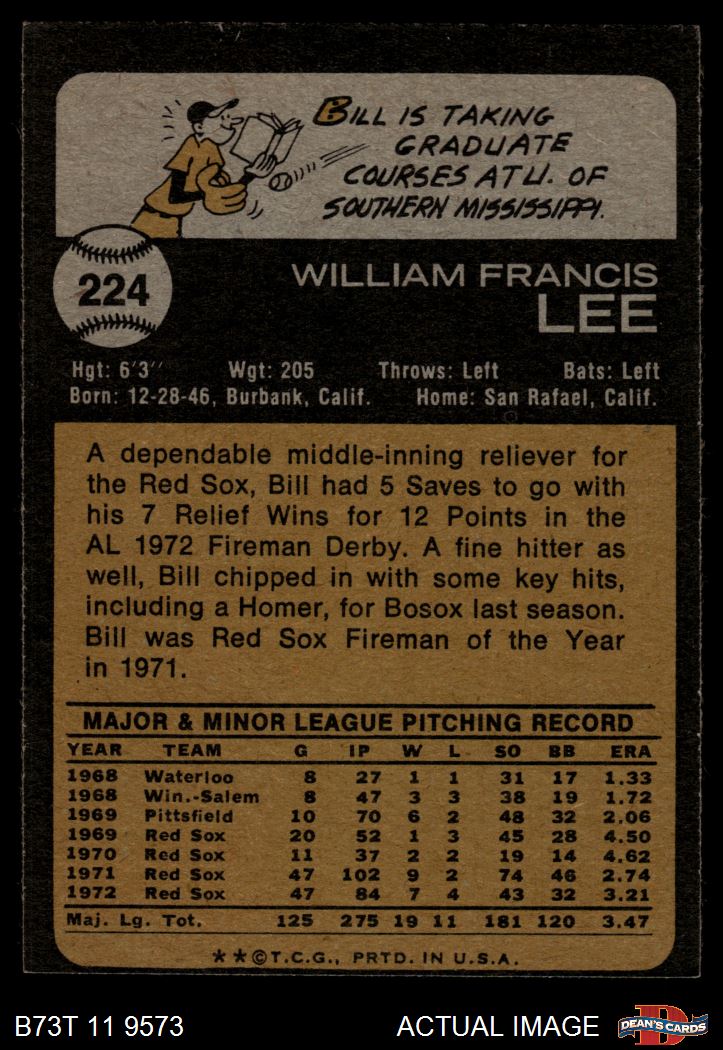 BILL IS TAKING
GRADUATE
COURSES AT U. OF
SOUTHERN MISSISSIPPI.
224
WILLIAM FRANCIS
LEE
Hgt: 6'3" Wgt: 205 Throws: Left Bats: Left
Born: 12-28-46, Burbank, Calif. Home: San Rafael, Calif.
A dependable middle-inning reliever for
the Red Sox, Bill had 5 Saves to go with
his 7 Relief Wins for 12 Points in the
AL 1972 Fireman Derby. A fine hitter as
well, Bill chipped in with some key hits,
including a Homer, for Bosox last season.
Bill was Red Sox Fireman of the Year
in 1971.
MAJOR & MINOR LEAGUE PITCHING RECORD
YEAR TEAM G IP W L SO BB ERA
1968 Waterloo 8 27 1 1 31 17 1.33
1968 Win.-Salem 8 47 3 3 38 19 1.72
1969 Pittsfield 10 70 6 2 48 32 2.06
1969 Red Sox 20 52 1 3 45 28 4.50
1970 Red Sox 11 37 2 2 19 14 4.62
1971 Red Sox 47 102 9 2 74 46 2.74
1972 Red Sox 47 84 7 4 43 32 3.21
Maj. Lg. Tot. 125 275 19 11 181 120 3.47
**©T.C.G., PRTD. IN U.S.A.
B73T 11 9573 ACTUAL IMAGE D DEAN'S CARDS